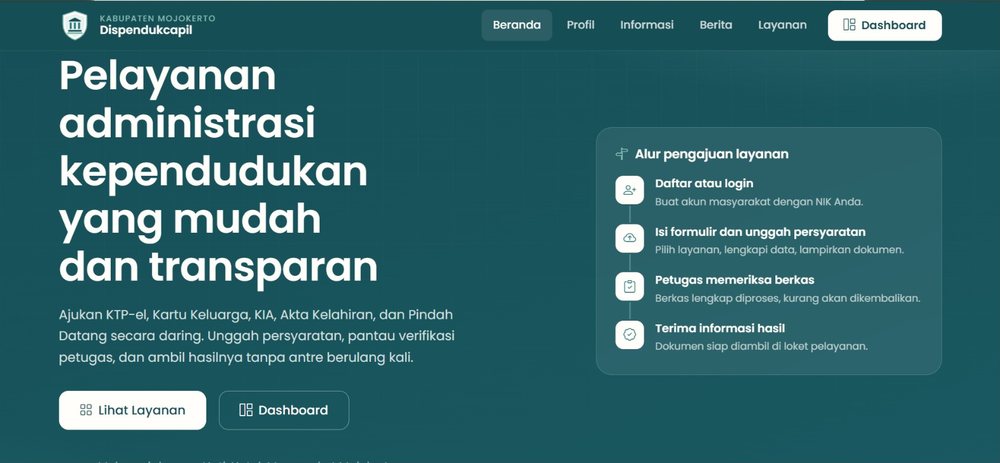 KABUPATEN MOJOKERTO
Dispendukcapil
Beranda
Profil
Informasi
Berita
Layanan
Dashboard
Pelayanan
administrasi
kependudukan
yang mudah
dan transparan
Ajukan KTP-el, Kartu Keluarga, KIA, Akta Kelahiran, dan Pindah
Datang secara daring. Unggah persyaratan, pantau verifikasi
petugas, dan ambil hasilnya tanpa antre berulang kali.
Lihat Layanan
Dashboard
Alur pengajuan layanan
Daftar atau login
Buat akun masyarakat dengan NIK Anda.
Isi formulir dan unggah persyaratan
Pilih layanan, lengkapi data, lampirkan dokumen.
Petugas memeriksa berkas
Berkas lengkap diproses, kurang akan dikembalikan.
Terima informasi hasil
Dokumen siap diambil di loket pelayanan.